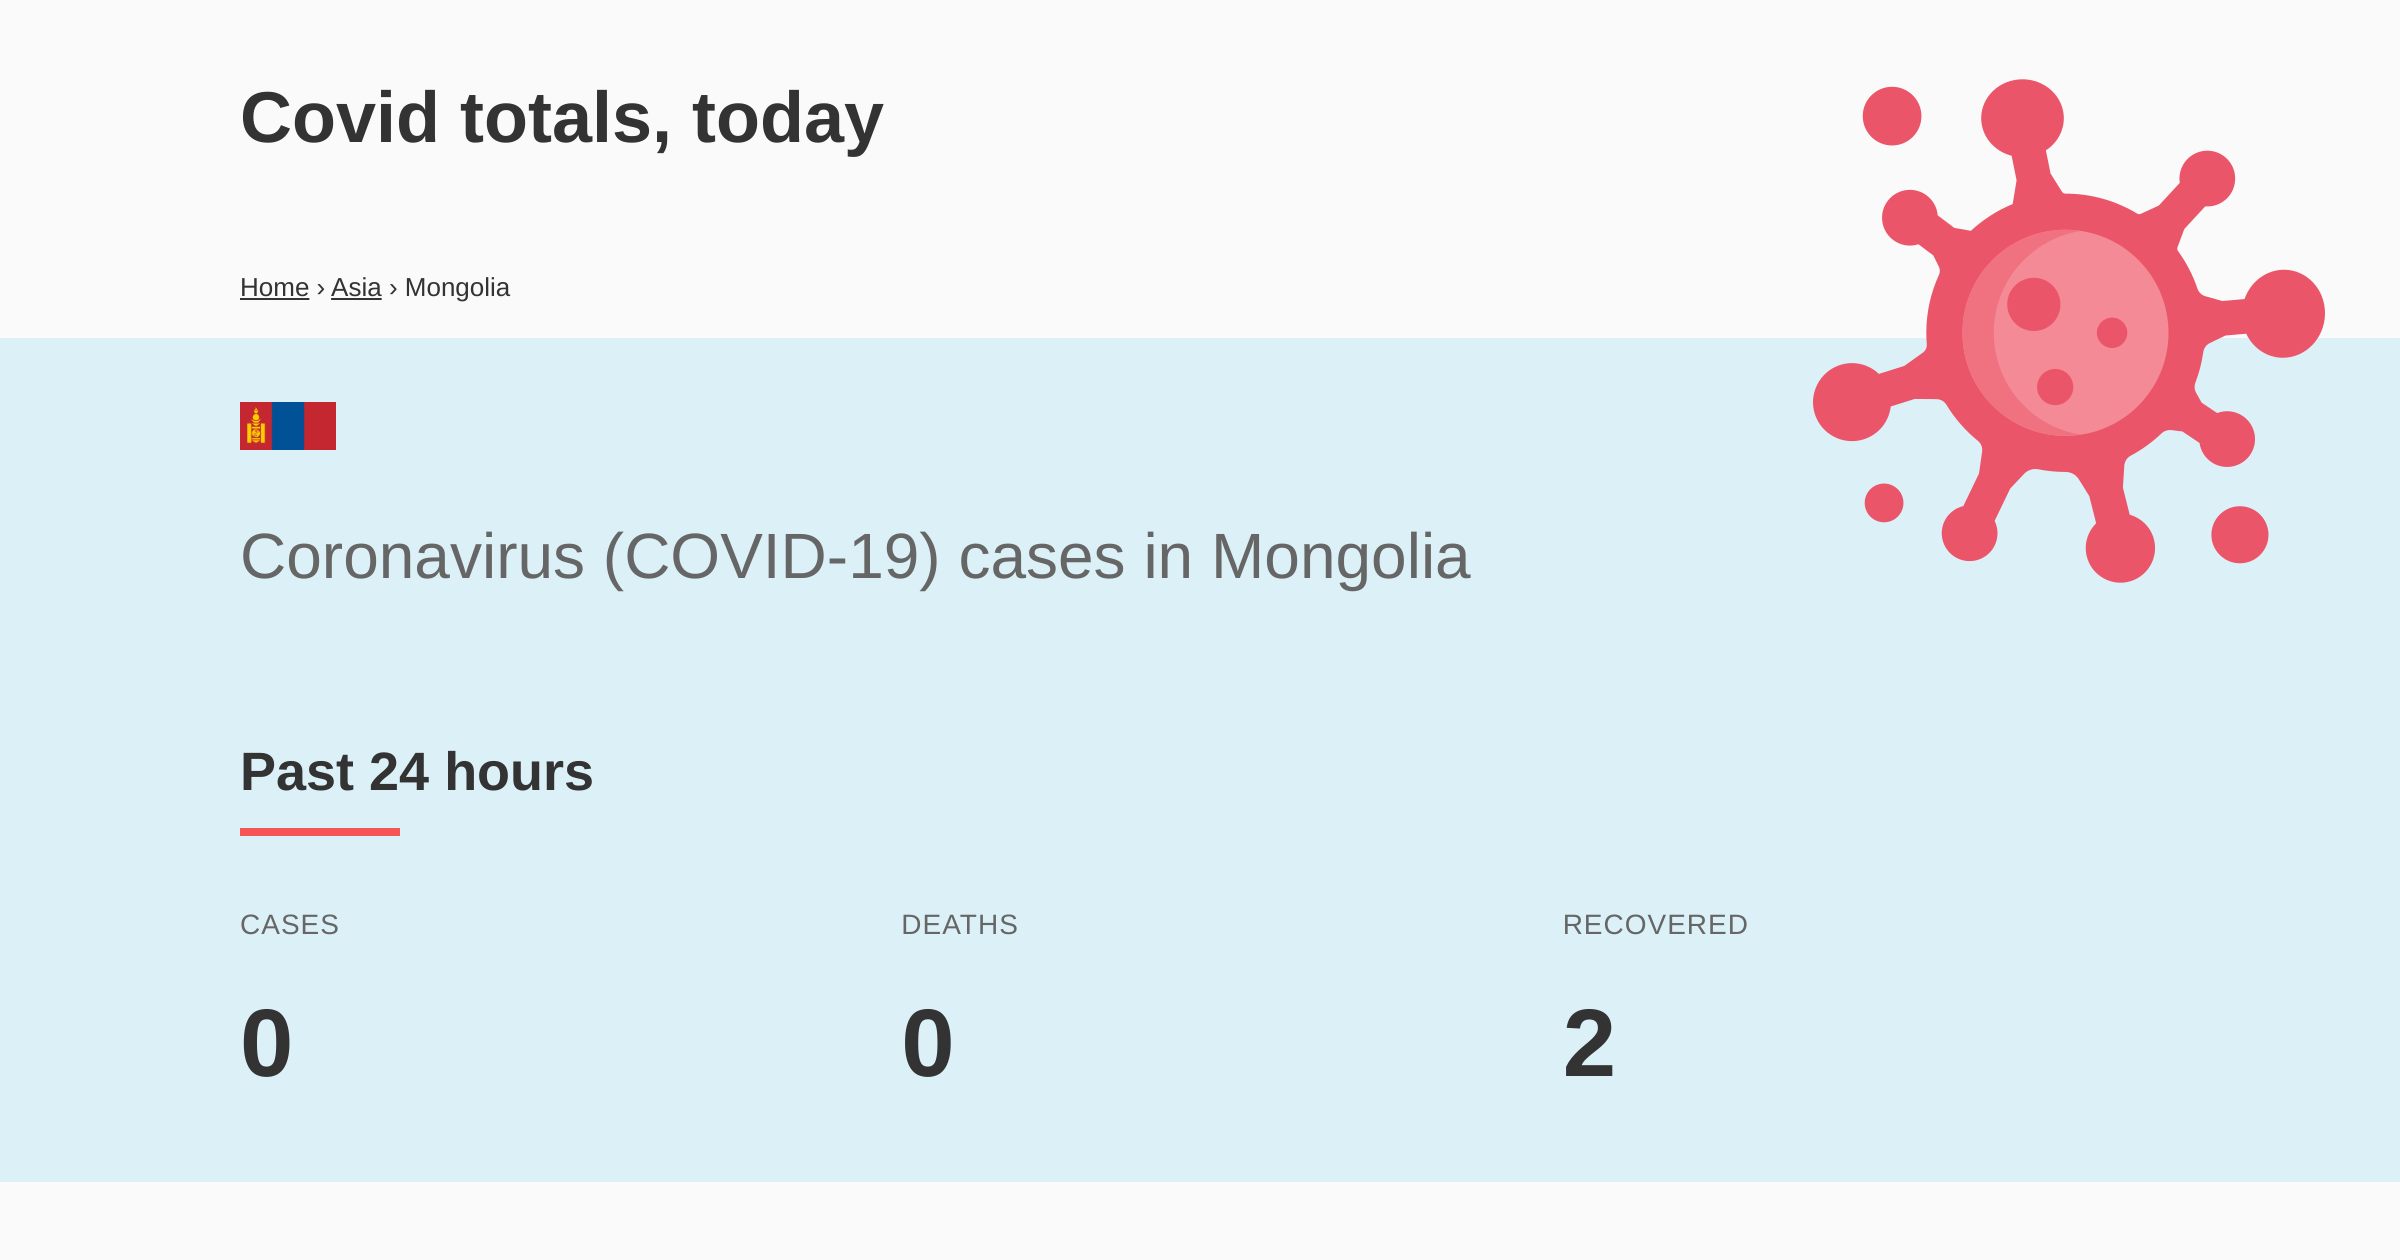 Covid totals, today
Home › Asia › Mongolia
Coronavirus (COVID-19) cases in Mongolia
Past 24 hours
CASES
DEATHS
RECOVERED
0
0
2